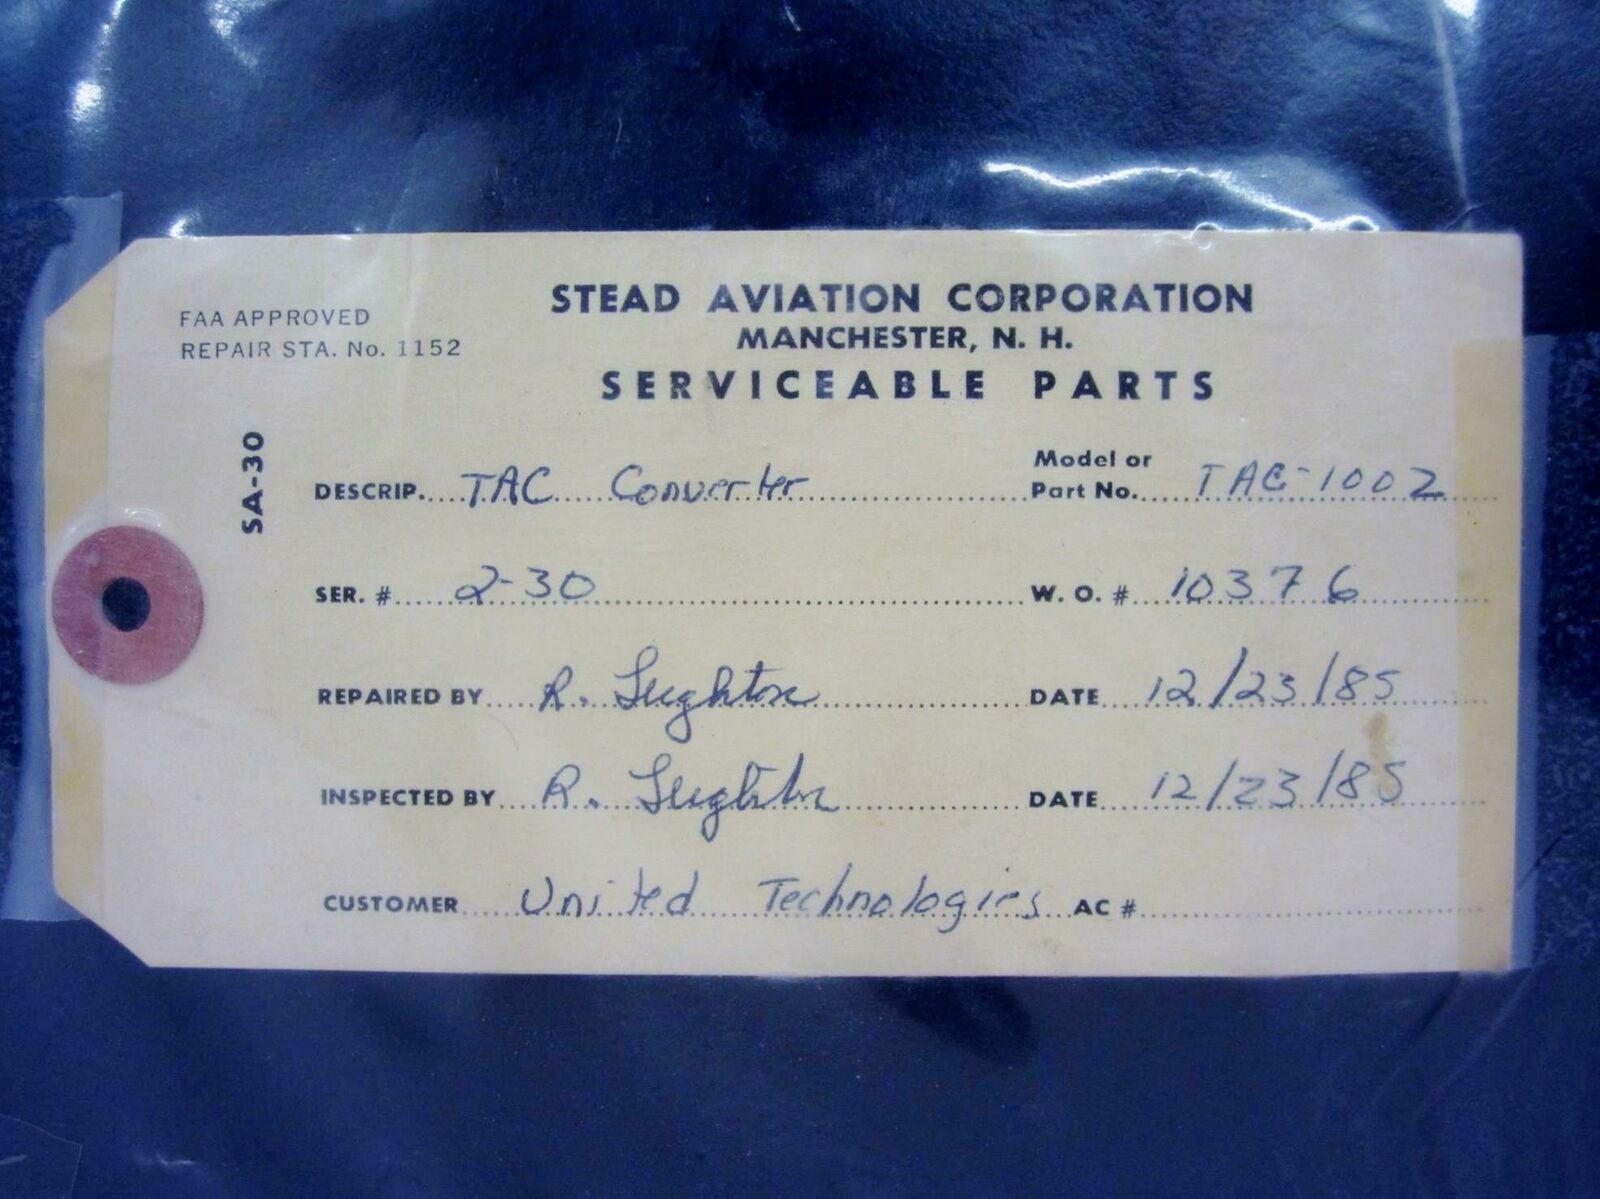 STEAD AVIATION CORPORATION
MANCHESTER, N. H.
SERVICEABLE PARTS
FAA APPROVED
REPAIR STA. No. 1152
SA-30
DESCRIP. TAC Converter Model or Part No. TAC-1002
SER. # 2-30 W. O. # 10376
REPAIRED BY R. Leighton DATE 12/23/85
INSPECTED BY R. Leighton DATE 12/23/85
CUSTOMER United Technologies AC #